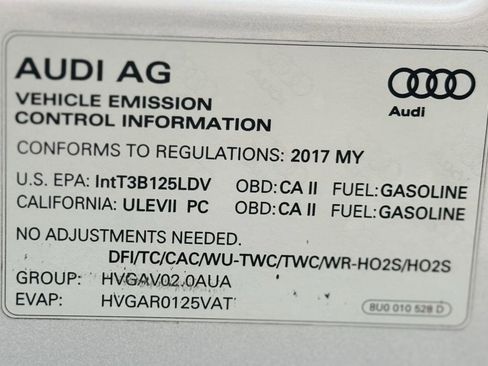 AUDI AG
Audi
VEHICLE EMISSION
CONTROL INFORMATION
CONFORMS TO REGULATIONS: 2017 MY
U.S. EPA: IntT3B125LDV OBD: CA II FUEL: GASOLINE
CALIFORNIA: ULEVII PC OBD: CA II FUEL: GASOLINE
NO ADJUSTMENTS NEEDED.
DFI/TC/CAC/WU-TWC/TWC/WR-HO2S/HO2S
GROUP: HVGAV02.0AUA
EVAP: HVGAR0125VAT
8U0 010 528 D